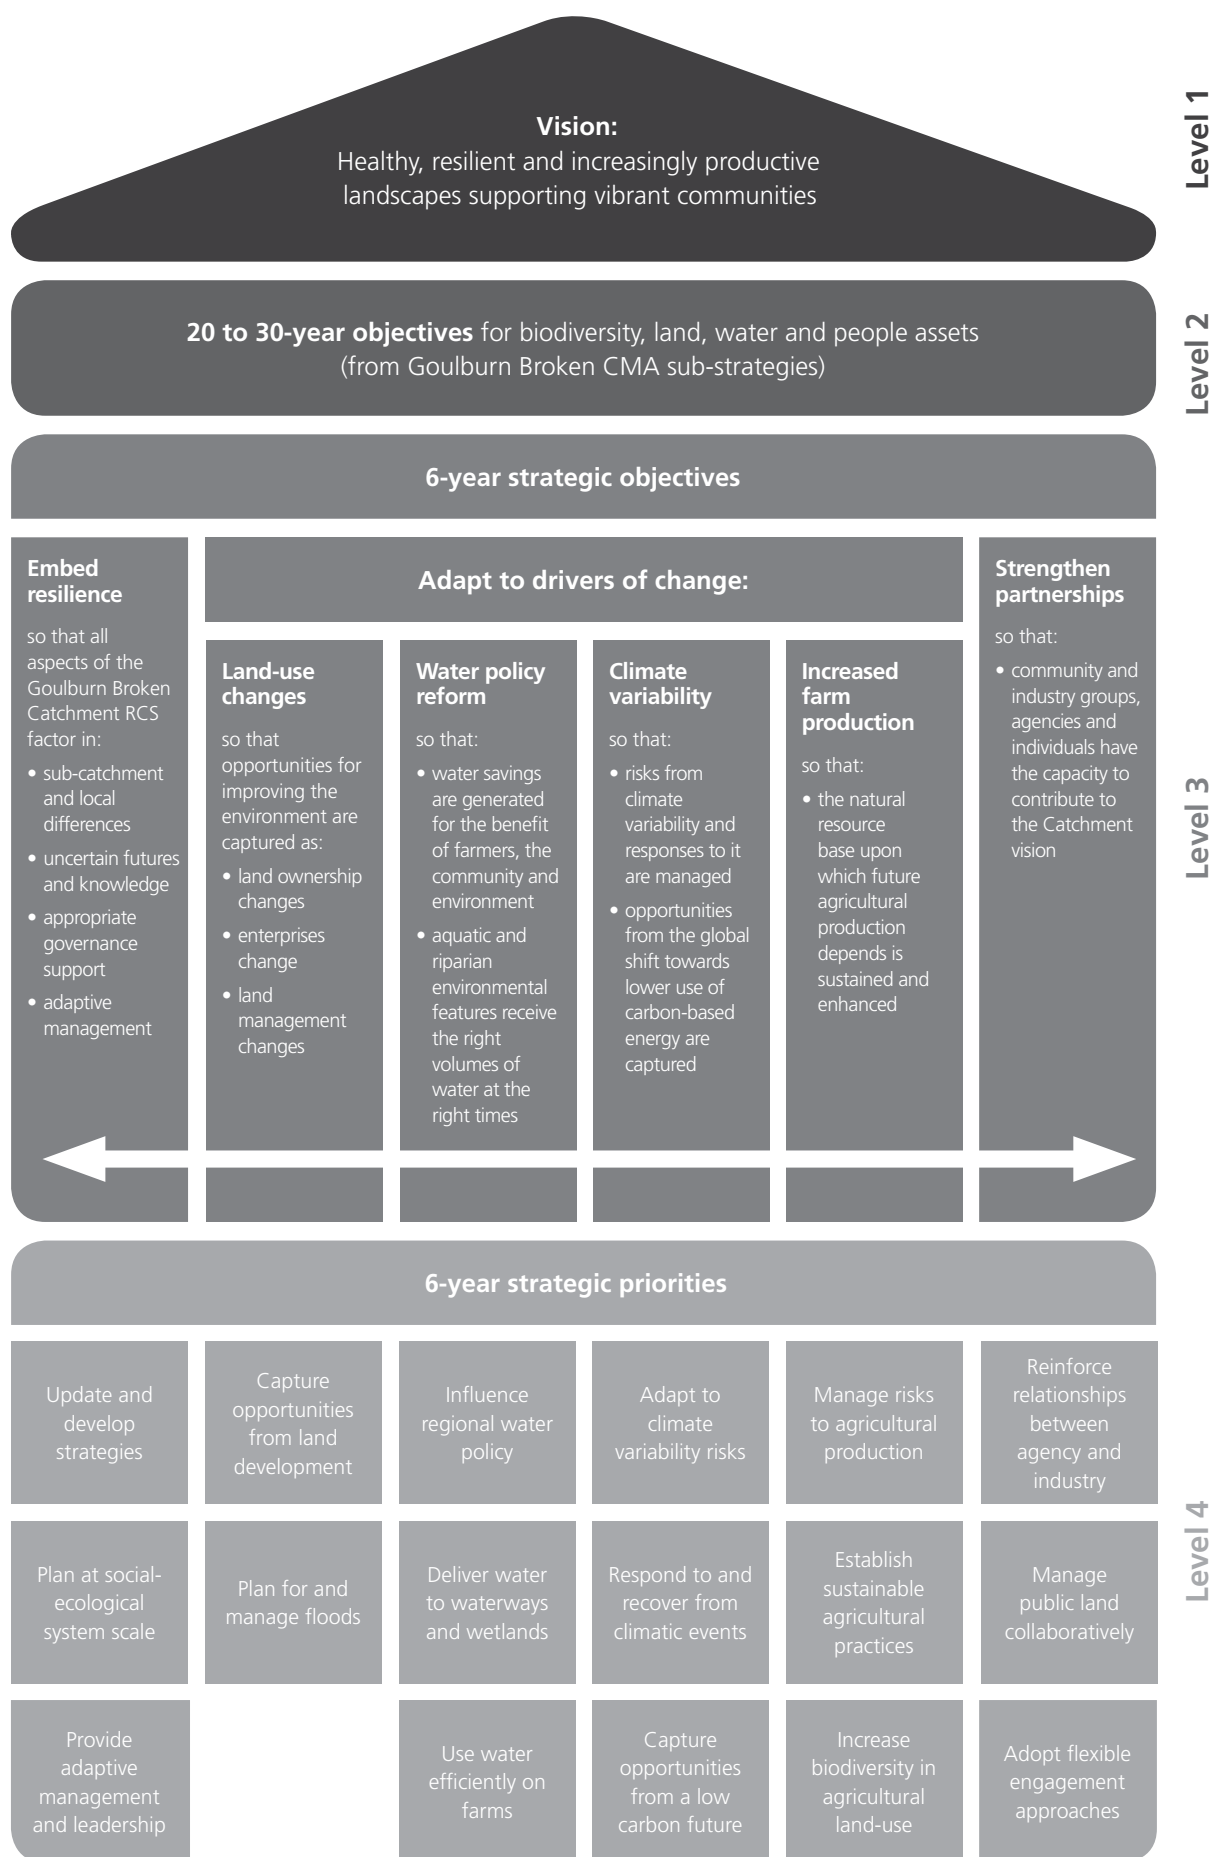 Vision:
Healthy, resilient and increasingly productive
landscapes supporting vibrant communities
Level 1
20 to 30-year objectives for biodiversity, land, water and people assets
(from Goulburn Broken CMA sub-strategies)
Level 2
6-year strategic objectives
Embed
resilience
so that all
aspects of the
Goulburn Broken
Catchment RCS
factor in:
• sub-catchment
and local
differences
• uncertain futures
and knowledge
• appropriate
governance
support
• adaptive
management
Adapt to drivers of change:
Land-use
changes
so that
opportunities for
improving the
environment are
captured as:
• land ownership
changes
• enterprises
change
• land
management
changes
Water policy
reform
so that:
• water savings
are generated
for the benefit
of farmers, the
community and
environment
• aquatic and
riparian
environmental
features receive
the right
volumes of
water at the
right times
Climate
variability
so that:
• risks from
climate
variability and
responses to it
are managed
• opportunities
from the global
shift towards
lower use of
carbon-based
energy are
captured
Increased
farm
production
so that:
• the natural
resource
base upon
which future
agricultural
production
depends is
sustained and
enhanced
Strengthen
partnerships
so that:
• community and
industry groups,
agencies and
individuals have
the capacity to
contribute to
the Catchment
vision
Level 3
6-year strategic priorities
Update and
develop
strategies
Capture
opportunities
from land
development
Influence
regional water
policy
Adapt to
climate
variability risks
Manage risks
to agricultural
production
Reinforce
relationships
between
agency and
industry
Plan at social-
ecological
system scale
Plan for and
manage floods
Deliver water
to waterways
and wetlands
Respond to and
recover from
climatic events
Establish
sustainable
agricultural
practices
Manage
public land
collaboratively
Provide
adaptive
management
and leadership
Use water
efficiently on
farms
Capture
opportunities
from a low
carbon future
Increase
biodiversity in
agricultural
land-use
Adopt flexible
engagement
approaches
Level 4